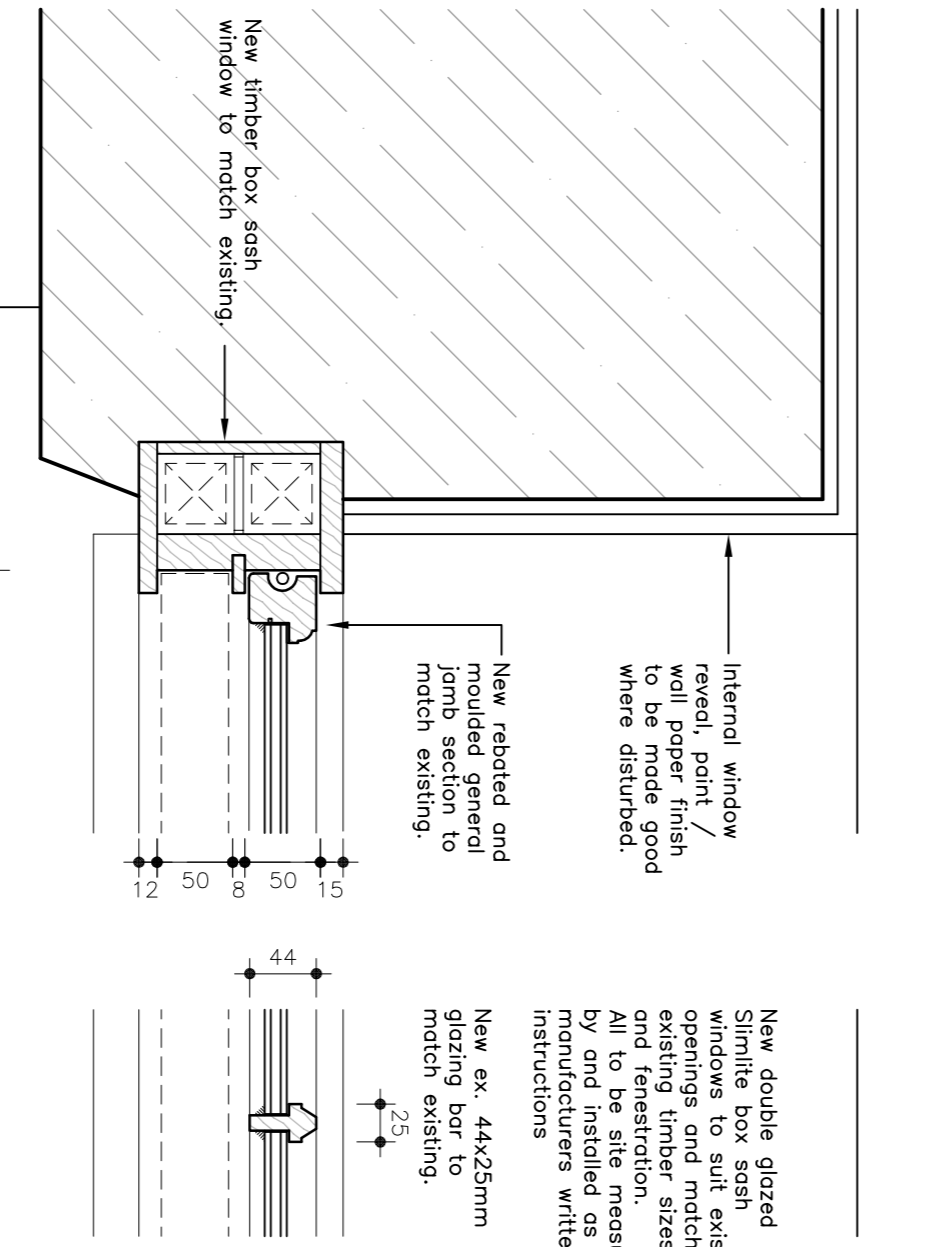 New timber box sash
window to match existing.
Internal window
reveal, paint /
wall paper finish
to be made good
where disturbed.
New rebated and
moulded general
jamb section to
match existing.
12
50
8
50
15
44
25
New double glazed
Slimlite box sash
windows to suit
openings and match
existing timber sizes
and fenestration.
All to be site
by and installed as
manufacturers
instructions
New ex. 44x25mm
glazing bar to
match existing.